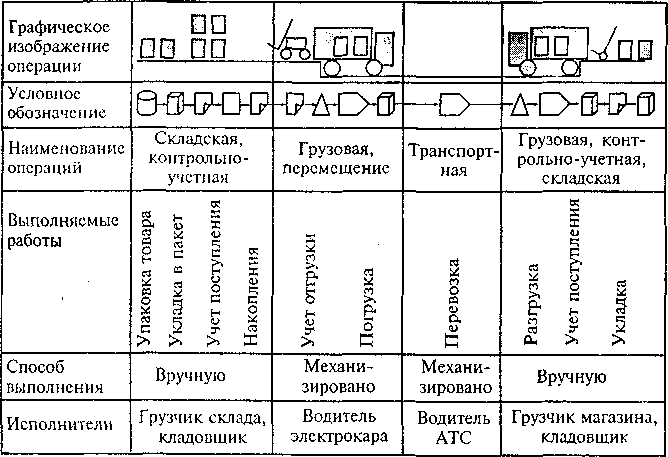 Графическое
изображение
операции
Условное
обозначение
Наименование
операций
Складская,
контрольно-
учетная
Грузовая,
перемещение
Транспорт-
ная
Грузовая, конт-
рольно-учетная,
складская
Выполняемые
работы
Упаковка товара
Укладка в пакет
Учет поступления
Накопления
Учет отгрузки
Погрузка
Перевозка
Разгрузка
Учет поступления
Укладка
Способ
выполнения
Вручную
Механи-
зировано
Механи-
зировано
Вручную
Исполнители
Грузчик склада,
кладовщик
Водитель
электрокара
Водитель
АТС
Грузчик магазина,
кладовщик